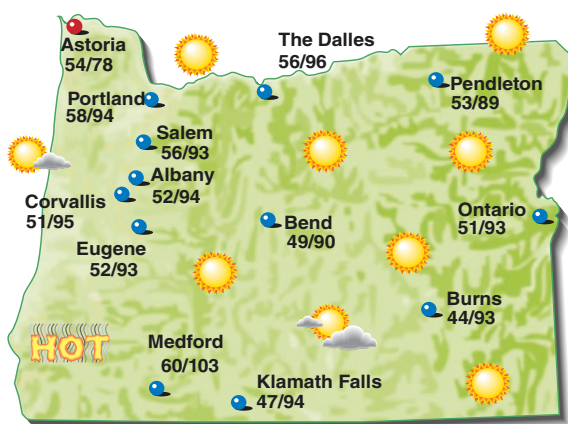 Astoria
54/78
The Dalles
56/96
Pendleton
53/89
Portland
58/94
Salem
56/93
Albany
52/94
Corvallis
51/95
Eugene
52/93
Bend
49/90
Ontario
51/93
Burns
44/93
HOT
Medford
60/103
Klamath Falls
47/94